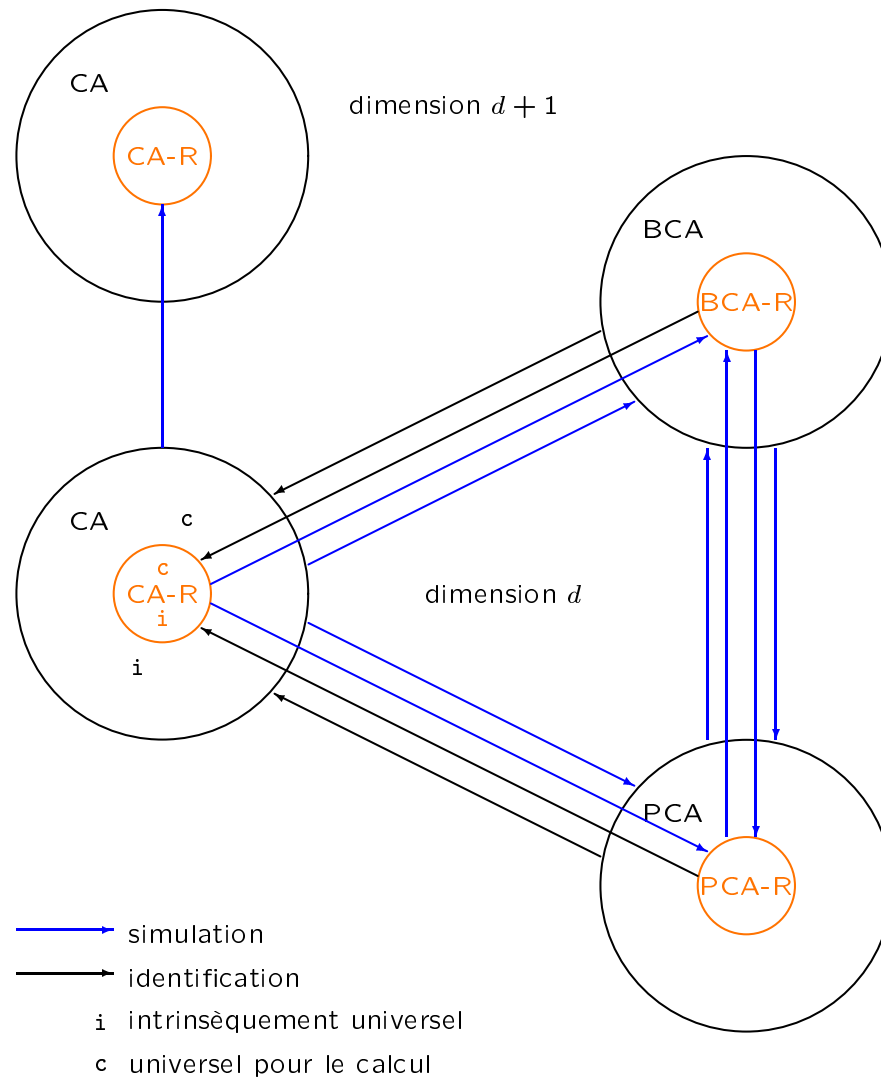 CA
dimension d + 1
CA-R
BCA
BCA-R
CA
c
c
CA-R
dimension d
i
i
PCA
PCA-R
simulation
identification
i intrinsèquement universel
c universel pour le calcul